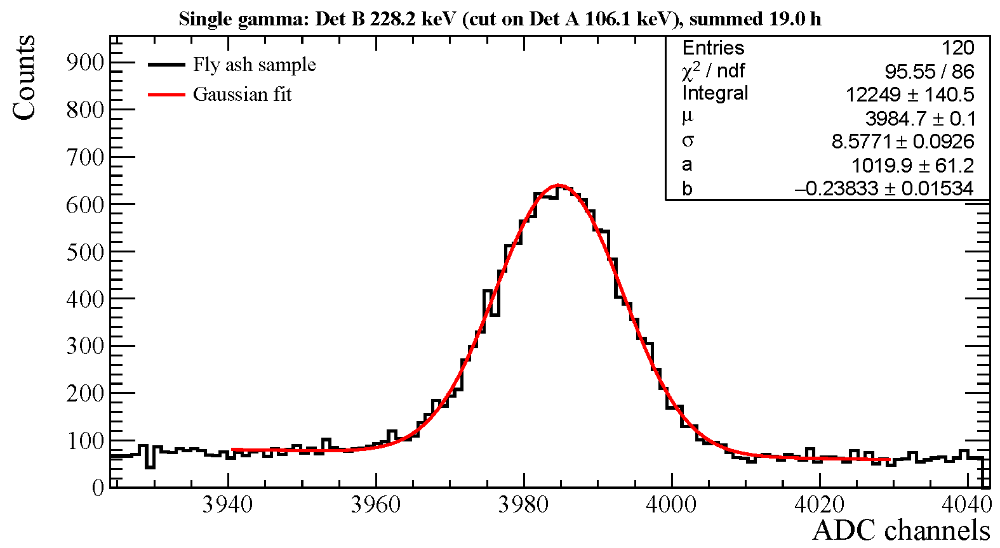 Single gamma: Det B 228.2 keV (cut on Det A 106.1 keV), summed 19.0 h
Counts
900
800
700
600
500
400
300
200
100
0
Fly ash sample
Gaussian fit
Entries 120
χ² / ndf 95.55 / 86
Integral 12249 ± 140.5
μ 3984.7 ± 0.1
σ 8.5771 ± 0.0926
a 1019.9 ± 61.2
b −0.23833 ± 0.01534
3940 3960 3980 4000 4020 4040
ADC channels